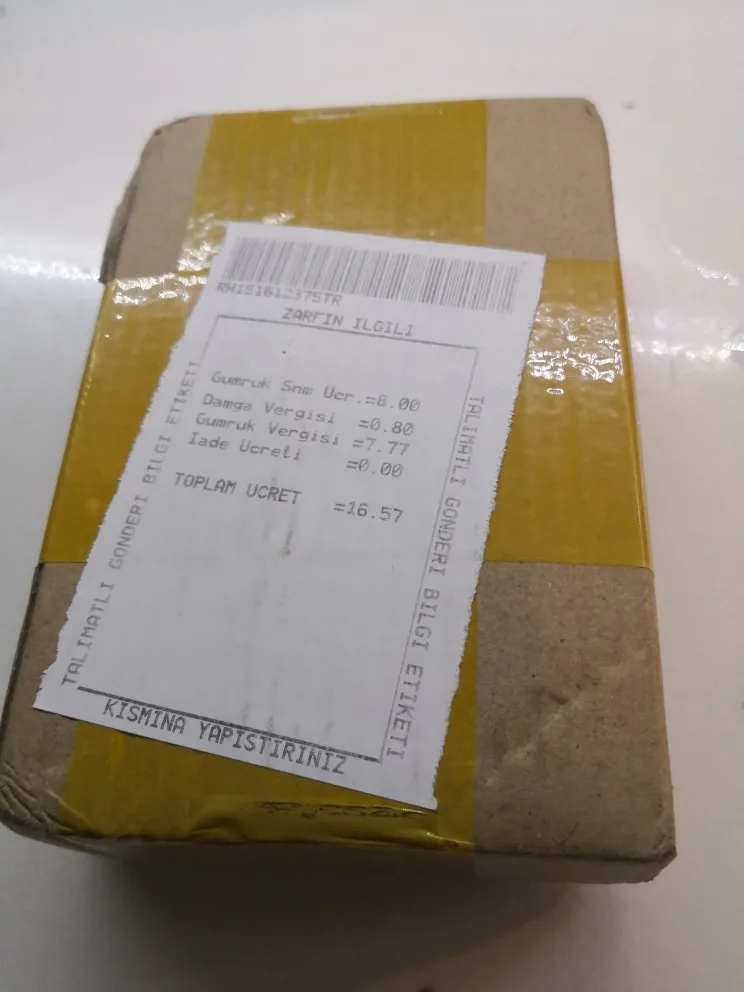 RH151612375TR
ZARFIN ILGILI
TALIMATLI GONDERI BILGI ETIKETI
Gumruk Snm Ucr.=8.00
Damga Vergisi =0.80
Gumruk Vergisi =7.77
Iade Ucreti =0.00
TOPLAM UCRET =16.57
TALIMATLI GONDERI BILGI ETIKETI
KISMINA YAPISTIRINIZ